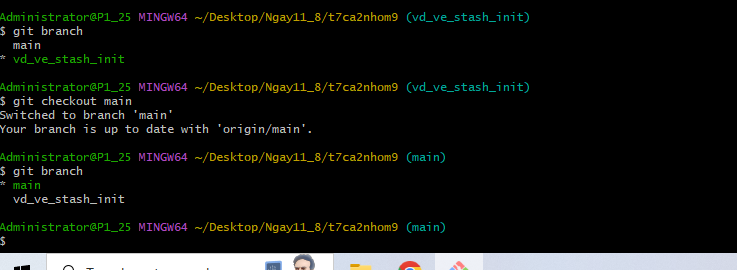 Administrator@P1_25 MINGW64 ~/Desktop/Ngay11_8/t7ca2nhom9 (vd_ve_stash_init)
$ git branch
  main
* vd_ve_stash_init

Administrator@P1_25 MINGW64 ~/Desktop/Ngay11_8/t7ca2nhom9 (vd_ve_stash_init)
$ git checkout main
Switched to branch 'main'
Your branch is up to date with 'origin/main'.

Administrator@P1_25 MINGW64 ~/Desktop/Ngay11_8/t7ca2nhom9 (main)
$ git branch
* main
  vd_ve_stash_init

Administrator@P1_25 MINGW64 ~/Desktop/Ngay11_8/t7ca2nhom9 (main)
$